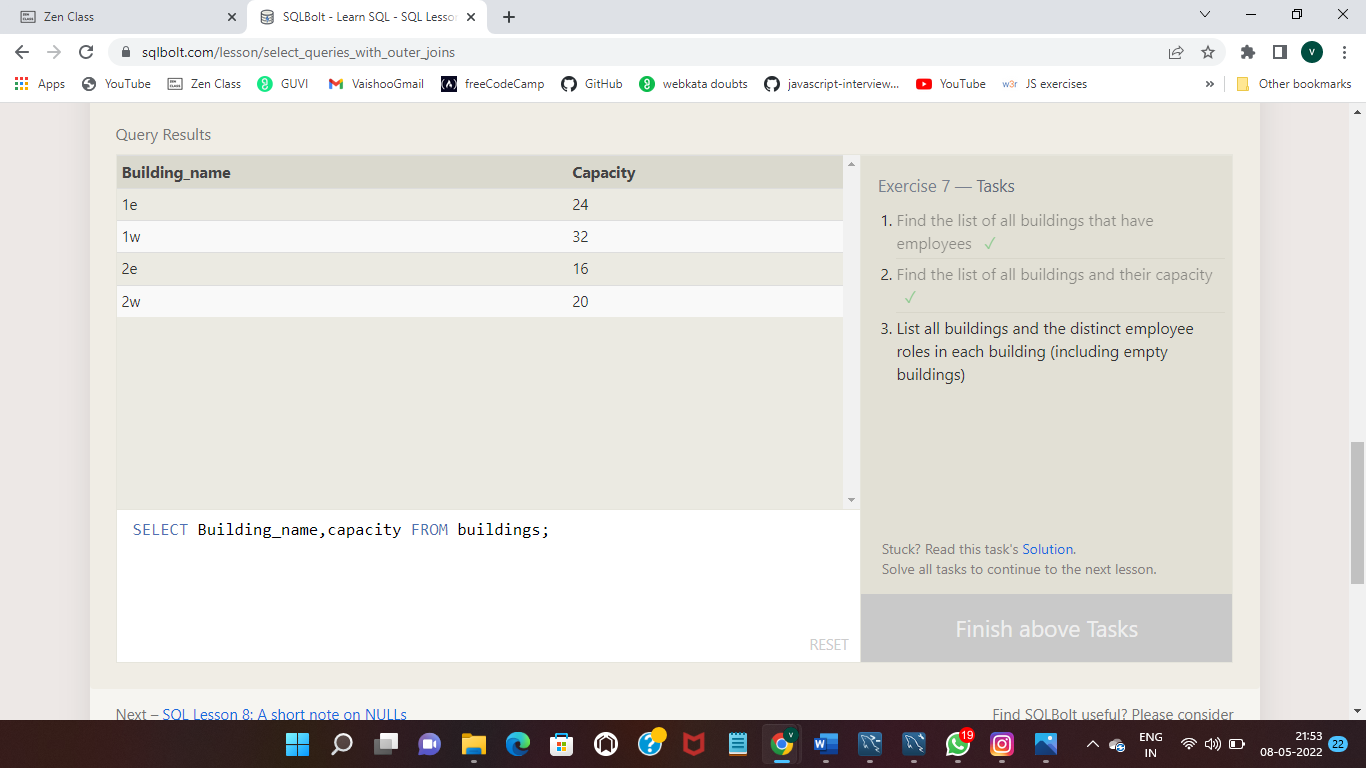 Zen Class
SQLBolt - Learn SQL - SQL Lesson
sqlbolt.com/lesson/select_queries_with_outer_joins
V
Apps YouTube Zen Class GUVI VaishooGmail freeCodeCamp GitHub webkata doubts javascript-interview... YouTube w3r JS exercises » Other bookmarks
Query Results
Building_name Capacity
1e 24
1w 32
2e 16
2w 20
SELECT Building_name,capacity FROM buildings;
RESET
Exercise 7 — Tasks
1. Find the list of all buildings that have
employees ✓
2. Find the list of all buildings and their capacity
✓
3. List all buildings and the distinct employee
roles in each building (including empty
buildings)
Stuck? Read this task's Solution.
Solve all tasks to continue to the next lesson.
Finish above Tasks
Next – SQL Lesson 8: A short note on NULLs
Find SQLBolt useful? Please consider
V
19
ENG
IN
21:53
08-05-2022
22